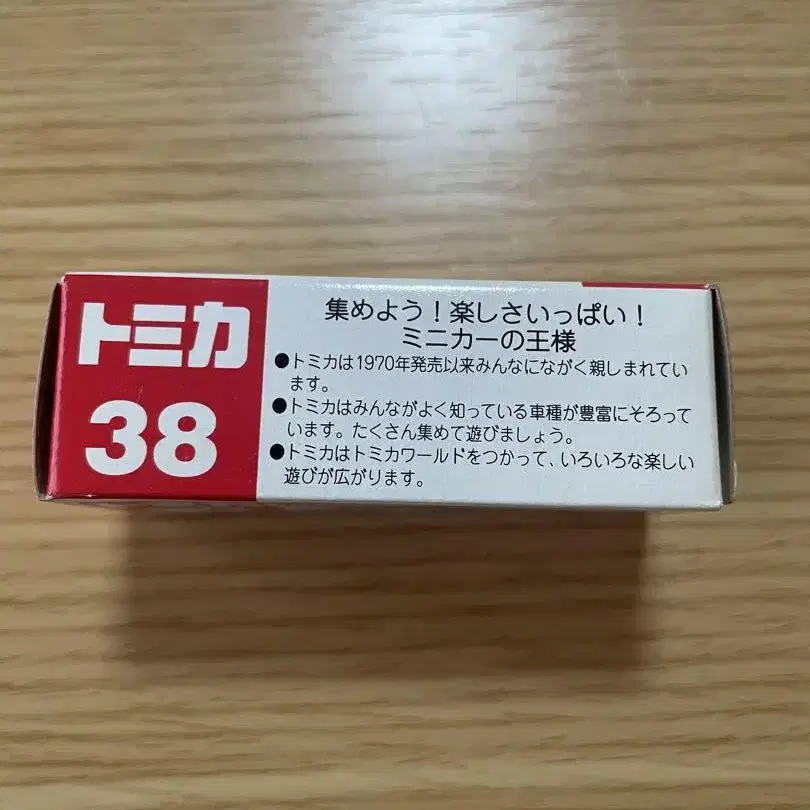 トミカ
38
集めよう!楽しさいっぱい!
ミニカーの王様
●トミカは1970年発売以来みんなにながく親しまれてい
ます。
●トミカはみんながよく知っている車種が豊富にそろって
います。たくさん集めて遊びましょう。
●トミカはトミカワールドをつかって、いろいろな楽しい
遊びが広がります。